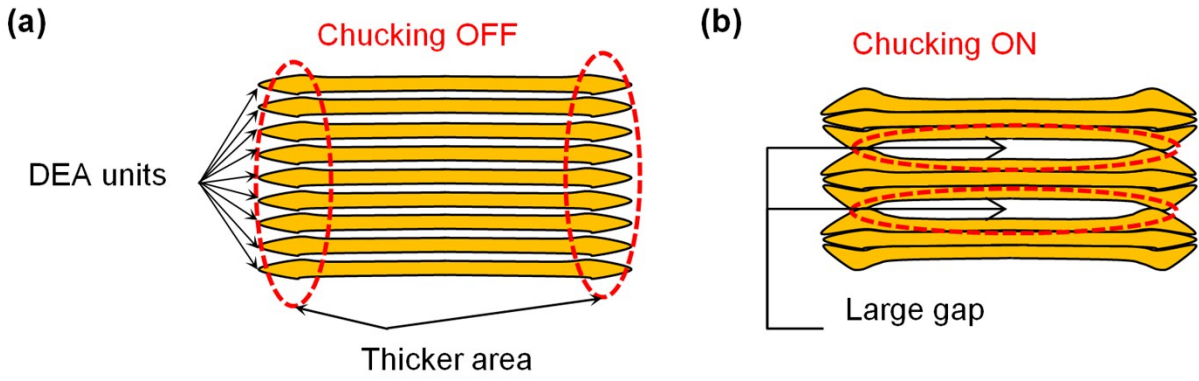 (a)
Chucking OFF
DEA units
Thicker area
(b)
Chucking ON
Large gap